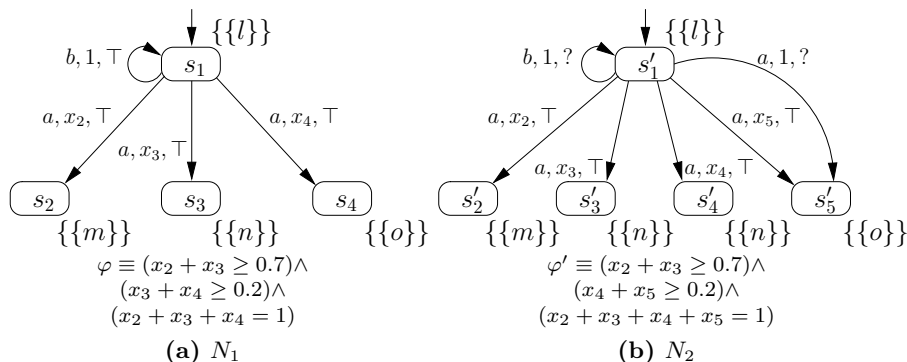 {{l}} {{l}}
b, 1, ⊤ s₁ b, 1, ? s′₁ a, 1, ?
a, x₂, ⊤ a, x₄, ⊤ a, x₂, ⊤ a, x₅, ⊤
a, x₃, ⊤ a, x₃, ⊤ a, x₄, ⊤
s₂ s₃ s₄ s′₂ s′₃ s′₄ s′₅
{{m}} {{n}} {{o}} {{m}} {{n}} {{n}} {{o}}
φ ≡ (x₂ + x₃ ≥ 0.7)∧ φ′ ≡ (x₂ + x₃ ≥ 0.7)∧
(x₃ + x₄ ≥ 0.2)∧ (x₄ + x₅ ≥ 0.2)∧
(x₂ + x₃ + x₄ = 1) (x₂ + x₃ + x₄ + x₅ = 1)
(a) N₁ (b) N₂